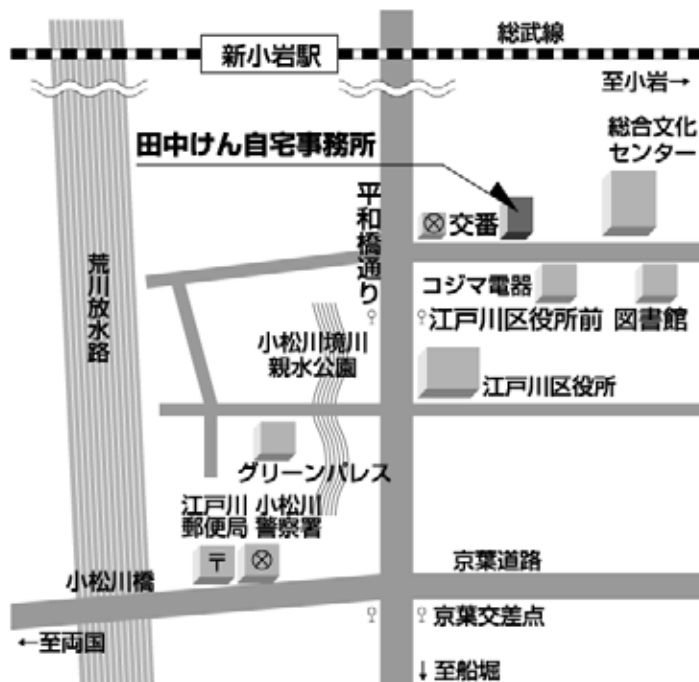 総武線
新小岩駅
至小岩→
総合文化
センター
田中けん自宅事務所
平和橋通り
交番
荒川放水路
コジマ電器
江戸川区役所前
図書館
小松川境川
親水公園
江戸川区役所
グリーンパレス
江戸川
郵便局
小松川
警察署
〒
京葉道路
小松川橋
京葉交差点
←至両国
↓至船堀